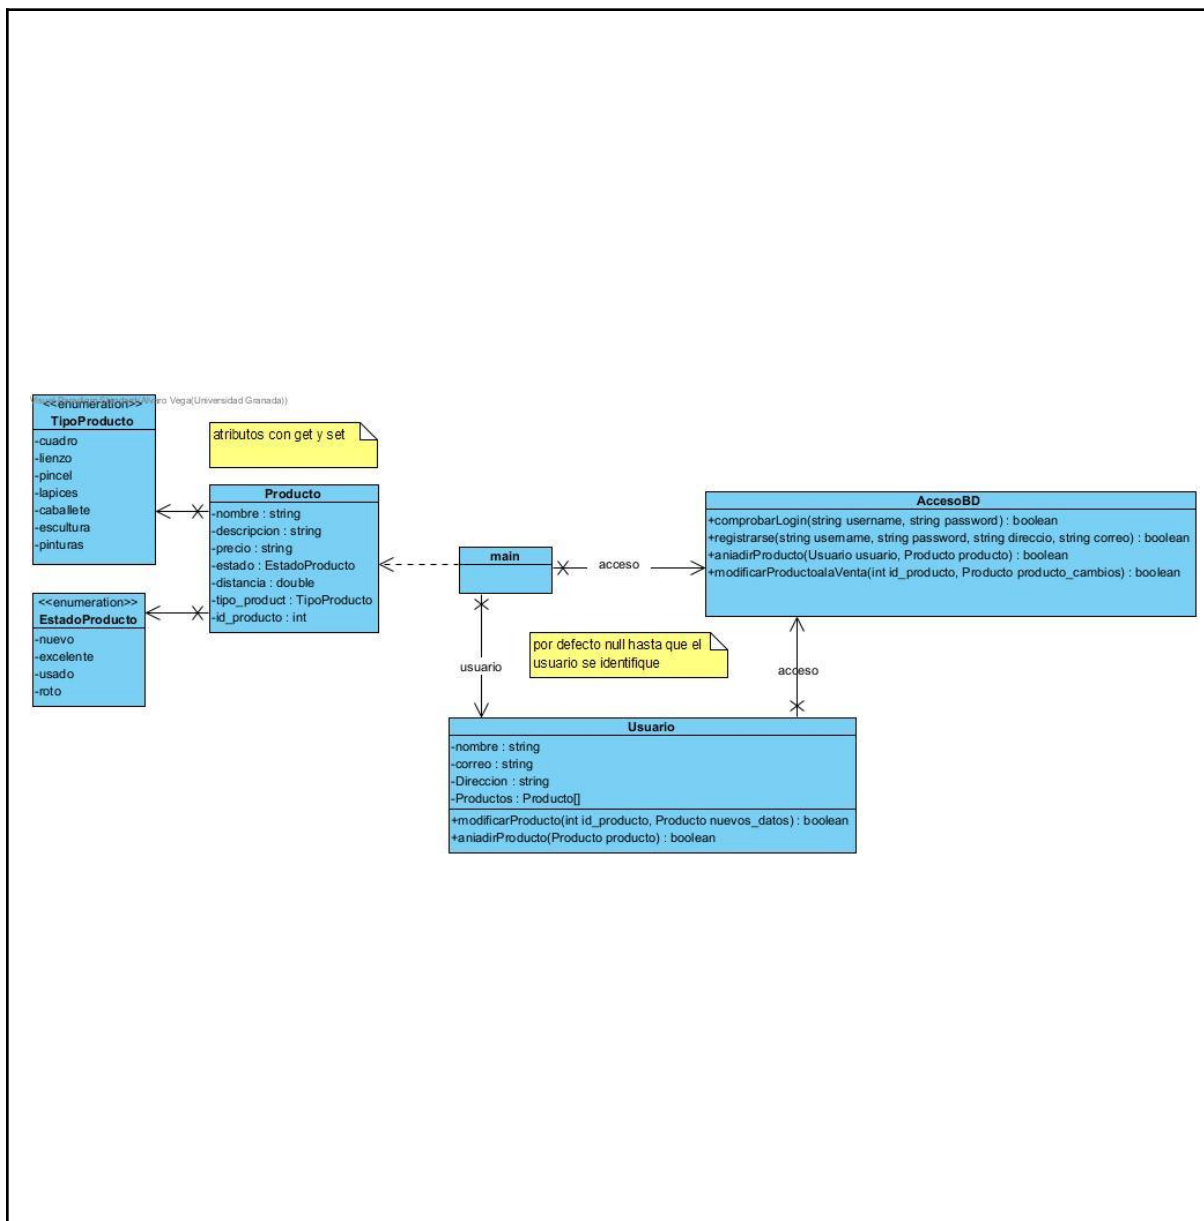 Alvaro Vega(Universidad Granada))
<<enumeration>>
TipoProducto
-cuadro
-lienzo
-pincel
-lapices
-caballete
-escultura
-pinturas
<<enumeration>>
EstadoProducto
-nuevo
-excelente
-usado
-roto
atributos con get y set
Producto
-nombre : string
-descripcion : string
-precio : string
-estado : EstadoProducto
-distancia : double
-tipo_product : TipoProducto
-id_producto : int
main
acceso
AccesoBD
+comprobarLogin(string username, string password) : boolean
+registrarse(string username, string password, string direccio, string correo) : boolean
+aniadirProducto(Usuario usuario, Producto producto) : boolean
+modificarProductoalaVenta(int id_producto, Producto producto_cambios) : boolean
por defecto null hasta que el
usuario se identifique
usuario
acceso
Usuario
-nombre : string
-correo : string
-Direccion : string
-Productos : Producto[]
+modificarProducto(int id_producto, Producto nuevos_datos) : boolean
+aniadirProducto(Producto producto) : boolean